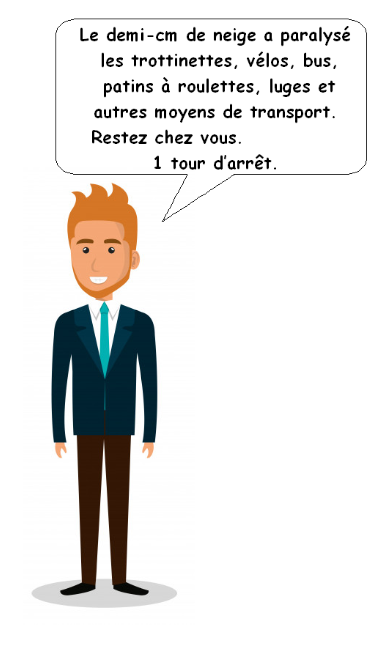 Le demi-cm de neige a paralysé
les trottinettes, vélos, bus,
patins à roulettes, luges et
autres moyens de transport.
Restez chez vous.
1 tour d'arrêt.